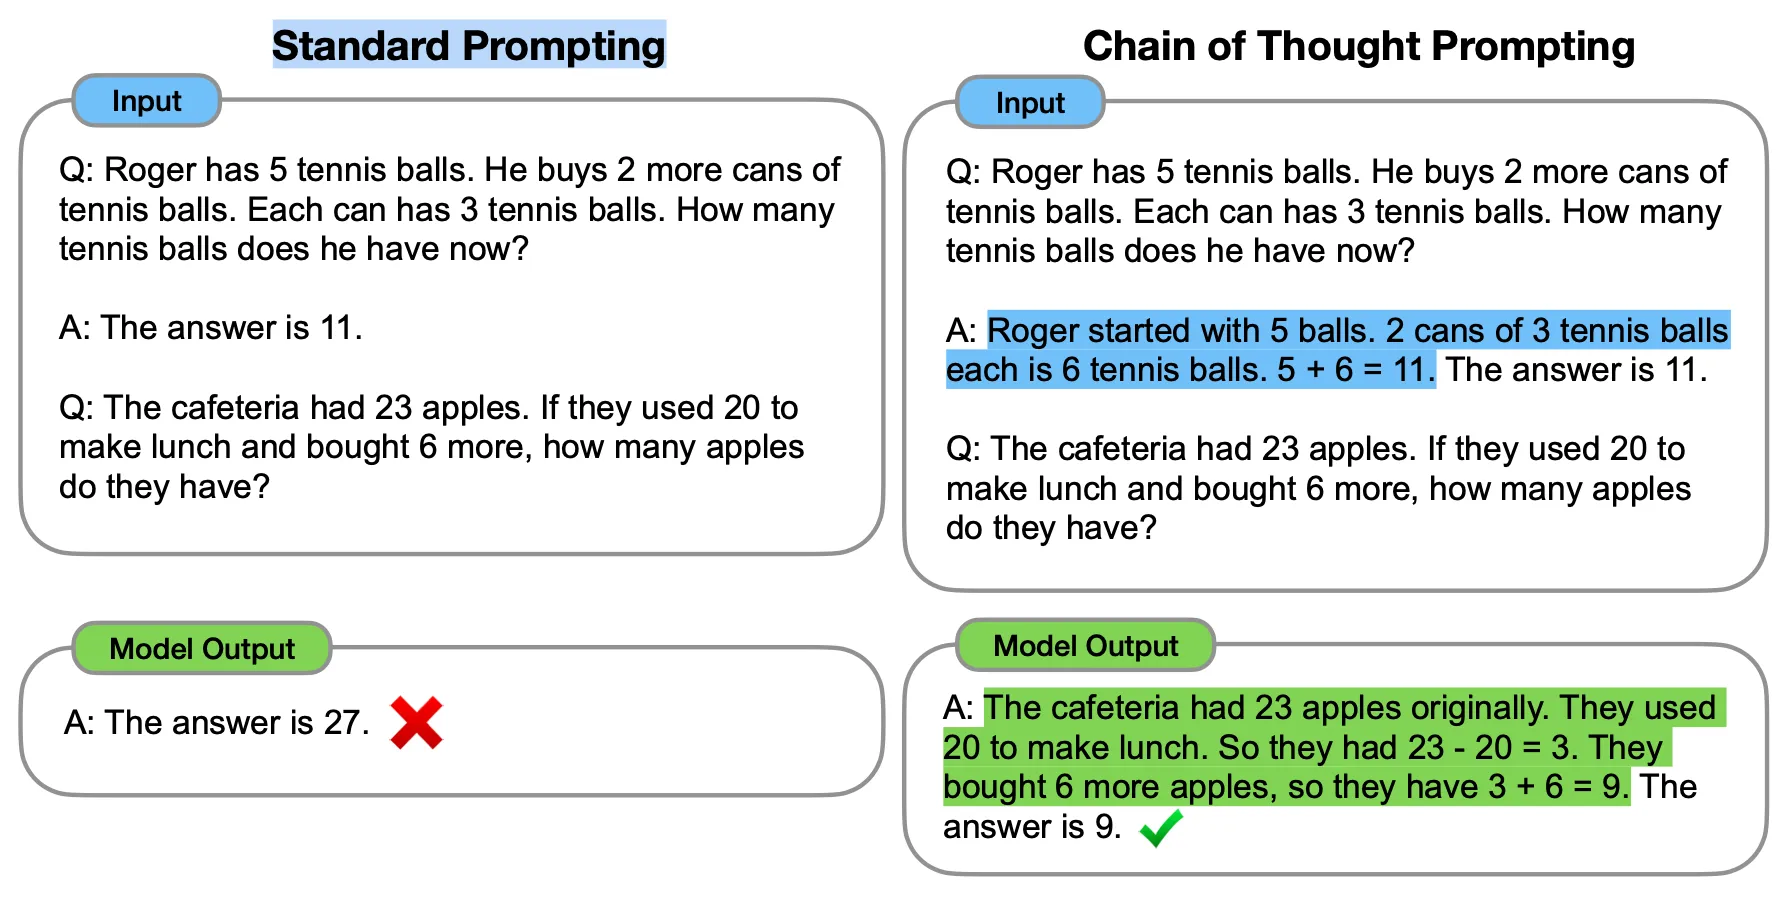 Standard Prompting
Input
Q: Roger has 5 tennis balls. He buys 2 more cans of
tennis balls. Each can has 3 tennis balls. How many
tennis balls does he have now?
A: The answer is 11.
Q: The cafeteria had 23 apples. If they used 20 to
make lunch and bought 6 more, how many apples
do they have?
Model Output
A: The answer is 27.
Chain of Thought Prompting
Input
Q: Roger has 5 tennis balls. He buys 2 more cans of
tennis balls. Each can has 3 tennis balls. How many
tennis balls does he have now?
A: Roger started with 5 balls. 2 cans of 3 tennis balls
each is 6 tennis balls. 5 + 6 = 11. The answer is 11.
Q: The cafeteria had 23 apples. If they used 20 to
make lunch and bought 6 more, how many apples
do they have?
Model Output
A: The cafeteria had 23 apples originally. They used
20 to make lunch. So they had 23 - 20 = 3. They
bought 6 more apples, so they have 3 + 6 = 9. The
answer is 9.